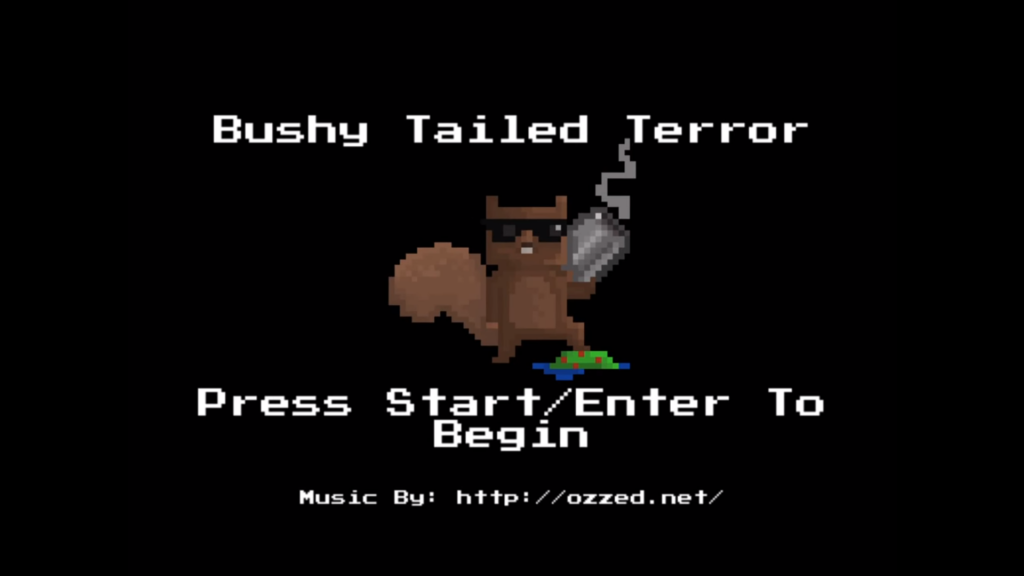 Bushy Tailed Terror
Press Start/Enter To
Begin
Music By: http://ozzed.net/